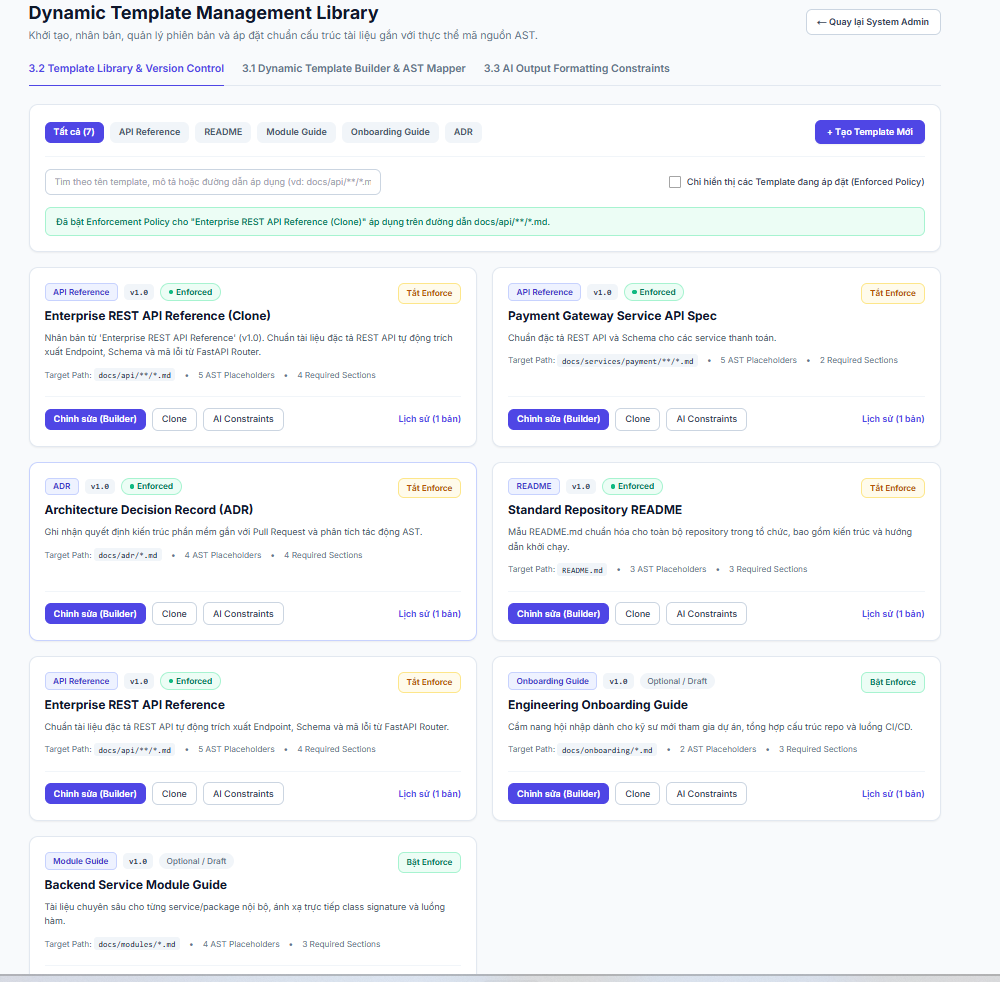 Dynamic Template Management Library
Khởi tạo, nhân bản, quản lý phiên bản và áp đặt chuẩn cấu trúc tài liệu gắn với thực thể mã nguồn AST.
← Quay lại System Admin
3.2 Template Library & Version Control
3.1 Dynamic Template Builder & AST Mapper
3.3 AI Output Formatting Constraints
Tất cả (7)
API Reference
README
Module Guide
Onboarding Guide
ADR
+ Tạo Template Mới
Tìm theo tên template, mô tả hoặc đường dẫn áp dụng (vd: docs/api/**/*.m
Chỉ hiển thị các Template đang áp đặt (Enforced Policy)
Đã bật Enforcement Policy cho "Enterprise REST API Reference (Clone)" áp dụng trên đường dẫn docs/api/**/*.md.
API Reference v1.0 Enforced
Tắt Enforce
Enterprise REST API Reference (Clone)
Nhân bản từ 'Enterprise REST API Reference' (v1.0). Chuẩn tài liệu đặc tả REST API tự động trích
xuất Endpoint, Schema và mã lỗi từ FastAPI Router.
Target Path: docs/api/**/*.md • 5 AST Placeholders • 4 Required Sections
Chỉnh sửa (Builder) Clone AI Constraints
Lịch sử (1 bản)
API Reference v1.0 Enforced
Tắt Enforce
Payment Gateway Service API Spec
Chuẩn đặc tả REST API và Schema cho các service thanh toán.
Target Path: docs/services/payment/**/*.md • 5 AST Placeholders • 2 Required Sections
Chỉnh sửa (Builder) Clone AI Constraints
Lịch sử (1 bản)
ADR v1.0 Enforced
Tắt Enforce
Architecture Decision Record (ADR)
Ghi nhận quyết định kiến trúc phần mềm gắn với Pull Request và phân tích tác động AST.
Target Path: docs/adr/*.md • 4 AST Placeholders • 4 Required Sections
Chỉnh sửa (Builder) Clone AI Constraints
Lịch sử (1 bản)
README v1.0 Enforced
Tắt Enforce
Standard Repository README
Mẫu README.md chuẩn hóa cho toàn bộ repository trong tổ chức, bao gồm kiến trúc và hướng
dẫn khởi chạy.
Target Path: README.md • 3 AST Placeholders • 3 Required Sections
Chỉnh sửa (Builder) Clone AI Constraints
Lịch sử (1 bản)
API Reference v1.0 Enforced
Tắt Enforce
Enterprise REST API Reference
Chuẩn tài liệu đặc tả REST API tự động trích xuất Endpoint, Schema và mã lỗi từ FastAPI Router.
Target Path: docs/api/**/*.md • 5 AST Placeholders • 4 Required Sections
Chỉnh sửa (Builder) Clone AI Constraints
Lịch sử (1 bản)
Onboarding Guide v1.0 Optional / Draft
Bật Enforce
Engineering Onboarding Guide
Cẩm nang hội nhập dành cho kỹ sư mới tham gia dự án, tổng hợp cấu trúc repo và luồng CI/CD.
Target Path: docs/onboarding/*.md • 2 AST Placeholders • 3 Required Sections
Chỉnh sửa (Builder) Clone AI Constraints
Lịch sử (1 bản)
Module Guide v1.0 Optional / Draft
Bật Enforce
Backend Service Module Guide
Tài liệu chuyên sâu cho từng service/package nội bộ, ánh xạ trực tiếp class signature và luồng
hàm.
Target Path: docs/modules/*.md • 4 AST Placeholders • 3 Required Sections